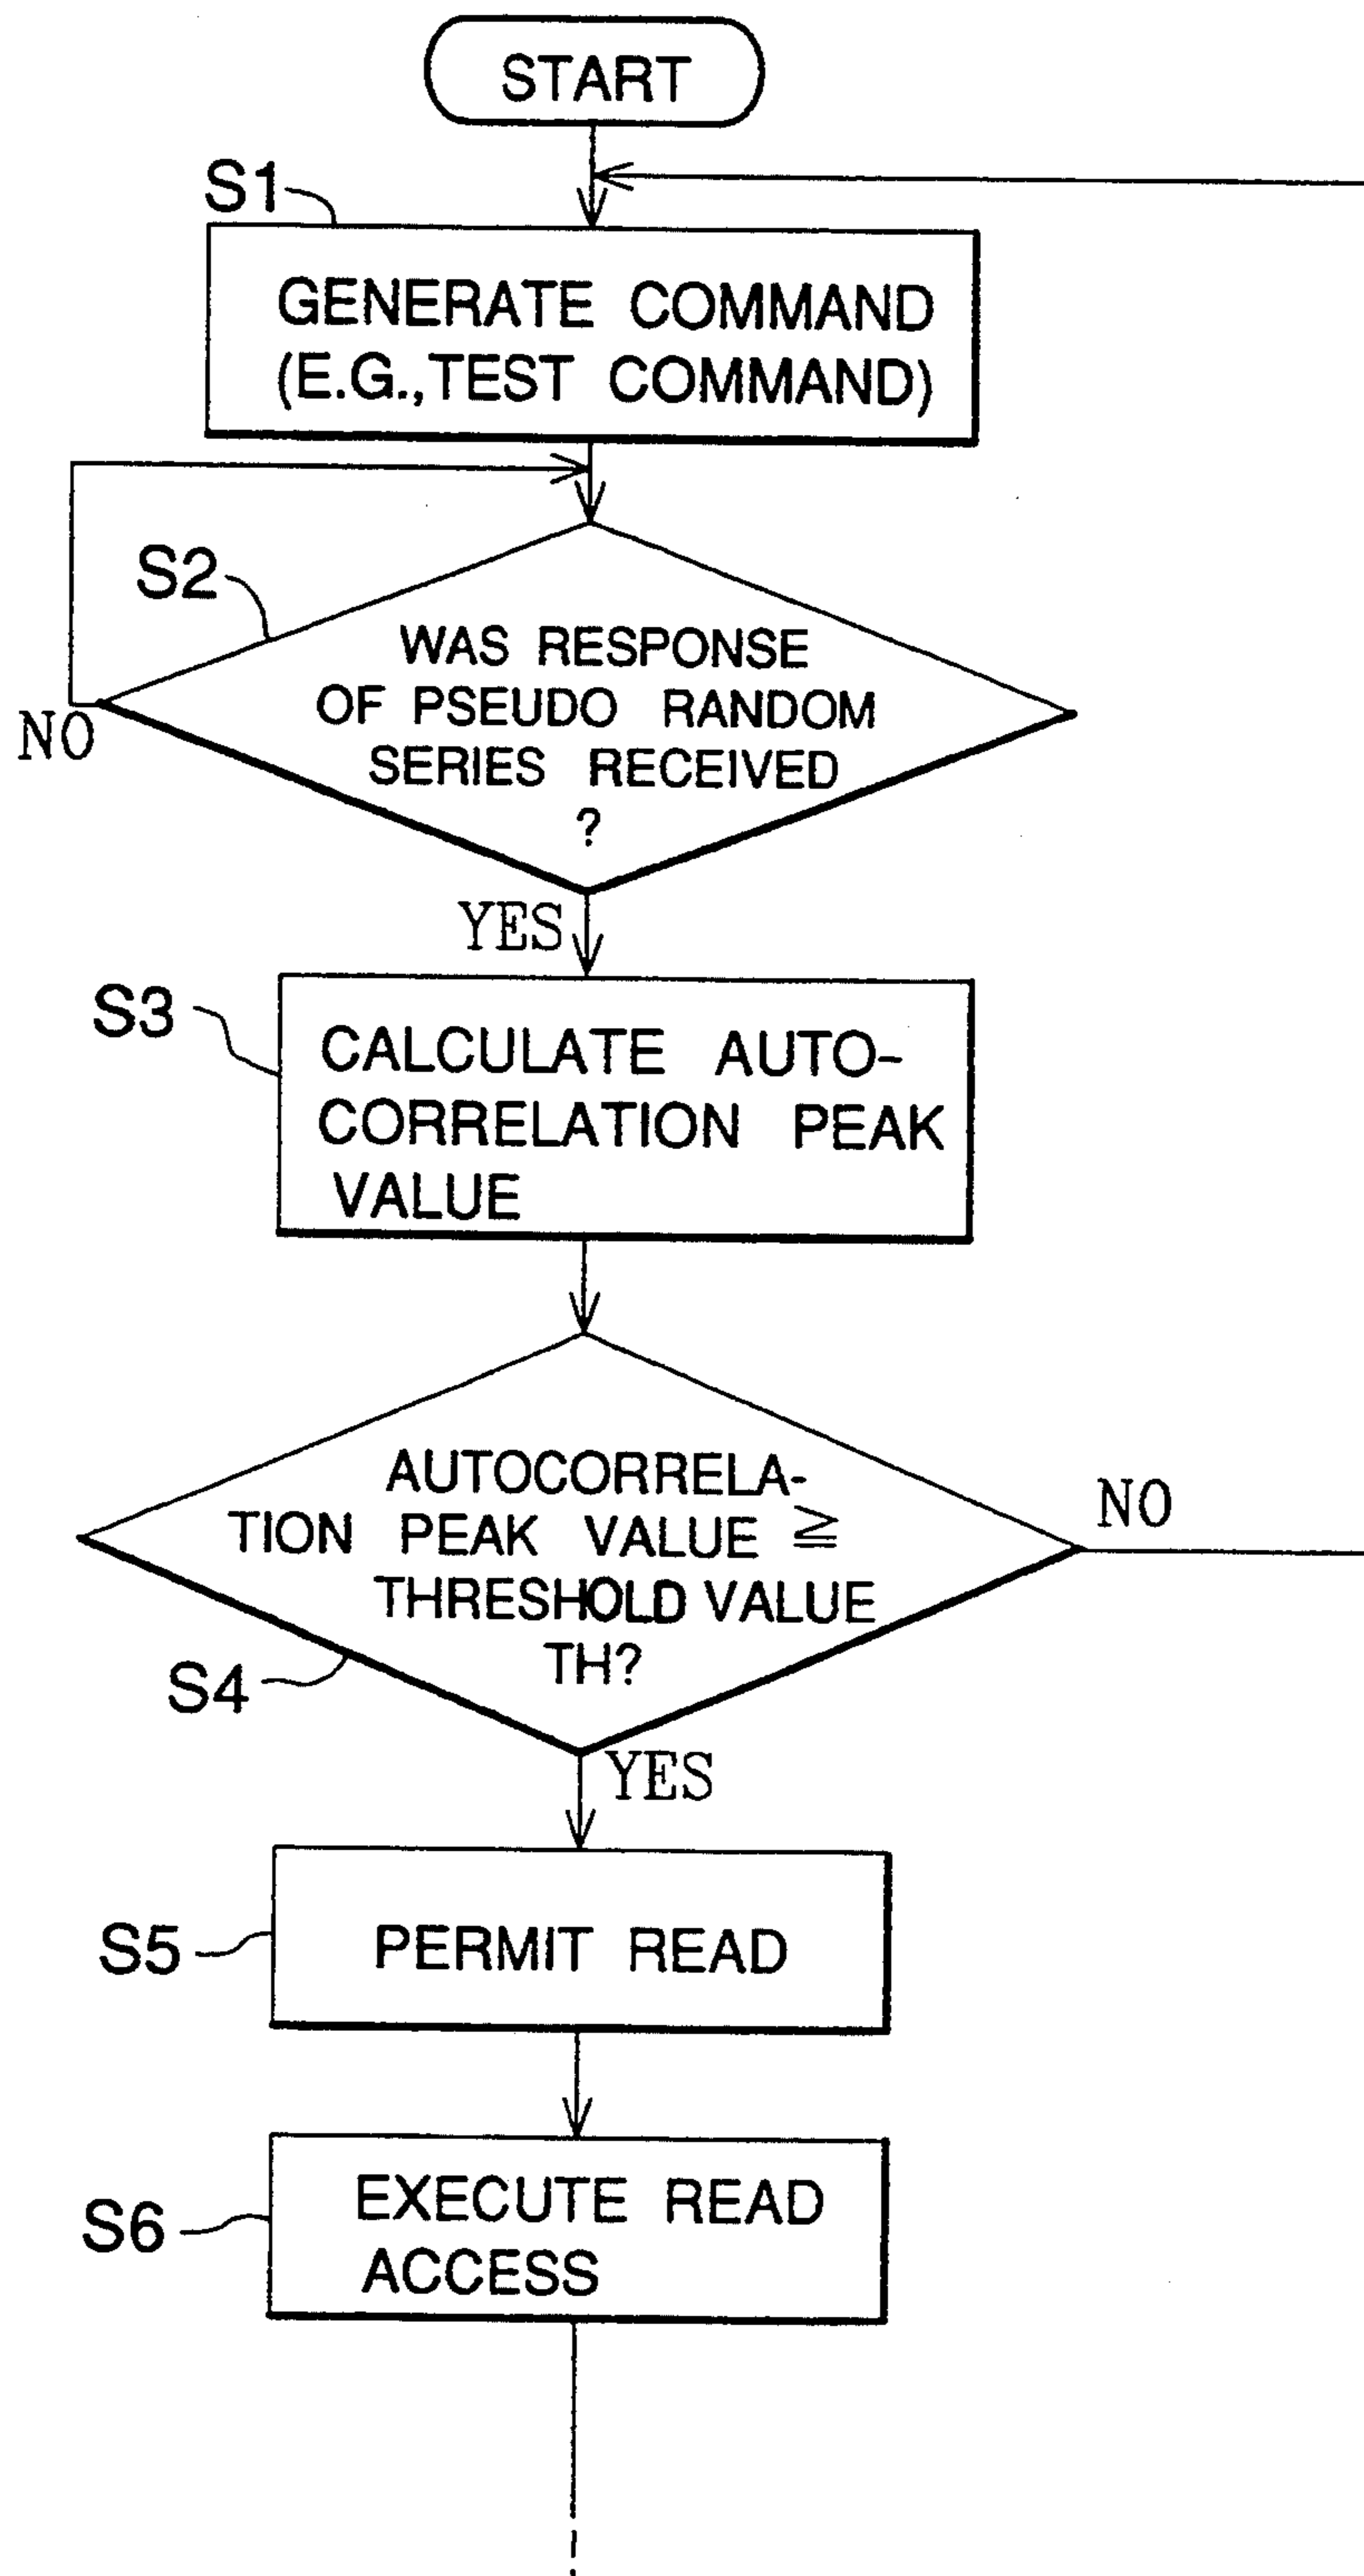 START
S1
GENERATE COMMAND
(E.G.,TEST COMMAND)
S2
WAS RESPONSE
OF PSEUDO RANDOM
SERIES RECEIVED
?
NO
YES
S3
CALCULATE AUTO-
CORRELATION PEAK
VALUE
AUTOCORRELA-
TION PEAK VALUE ≧
THRESHOLD VALUE
TH?
NO
S4
YES
S5
PERMIT READ
S6
EXECUTE READ
ACCESS